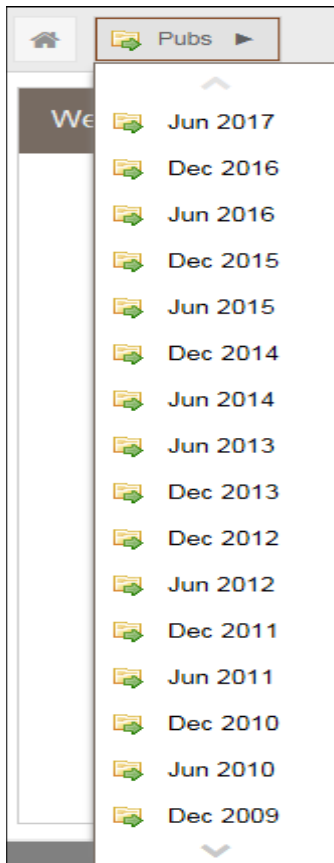 Pubs
We
Jun 2017
Dec 2016
Jun 2016
Dec 2015
Jun 2015
Dec 2014
Jun 2014
Jun 2013
Dec 2013
Dec 2012
Jun 2012
Dec 2011
Jun 2011
Dec 2010
Jun 2010
Dec 2009